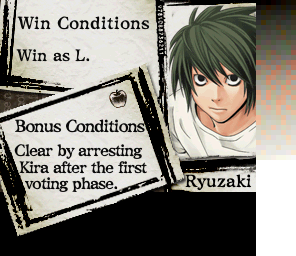 Win Conditions
Win as L.
Bonus Conditions
Clear by arresting
Kira after the first
voting phase.
Ryuzaki